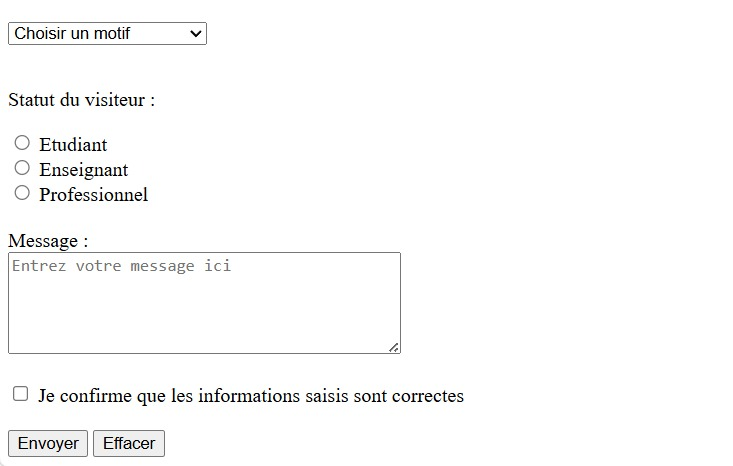 Choisir un motif
Statut du visiteur :
Etudiant
Enseignant
Professionnel
Message :
Entrez votre message ici
Je confirme que les informations saisis sont correctes
Envoyer Effacer